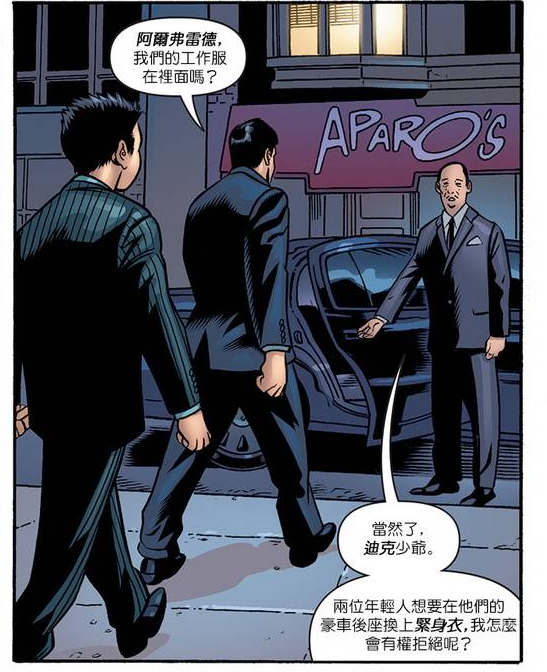 阿爾弗雷德,
我們的工作服
在裡面嗎？
APARO'S
當然了,
迪克少爺。
兩位年輕人想要在他們的
豪車後座換上緊身衣,我怎麼
會有權拒絕呢？